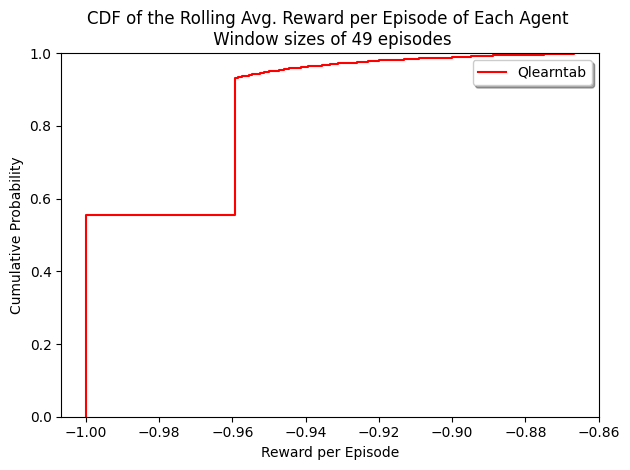 CDF of the Rolling Avg. Reward per Episode of Each Agent
Window sizes of 49 episodes
1.0
0.8
0.6
0.4
0.2
0.0
Cumulative Probability
Qlearntab
−1.00
−0.98
−0.96
−0.94
−0.92
−0.90
−0.88
−0.86
Reward per Episode